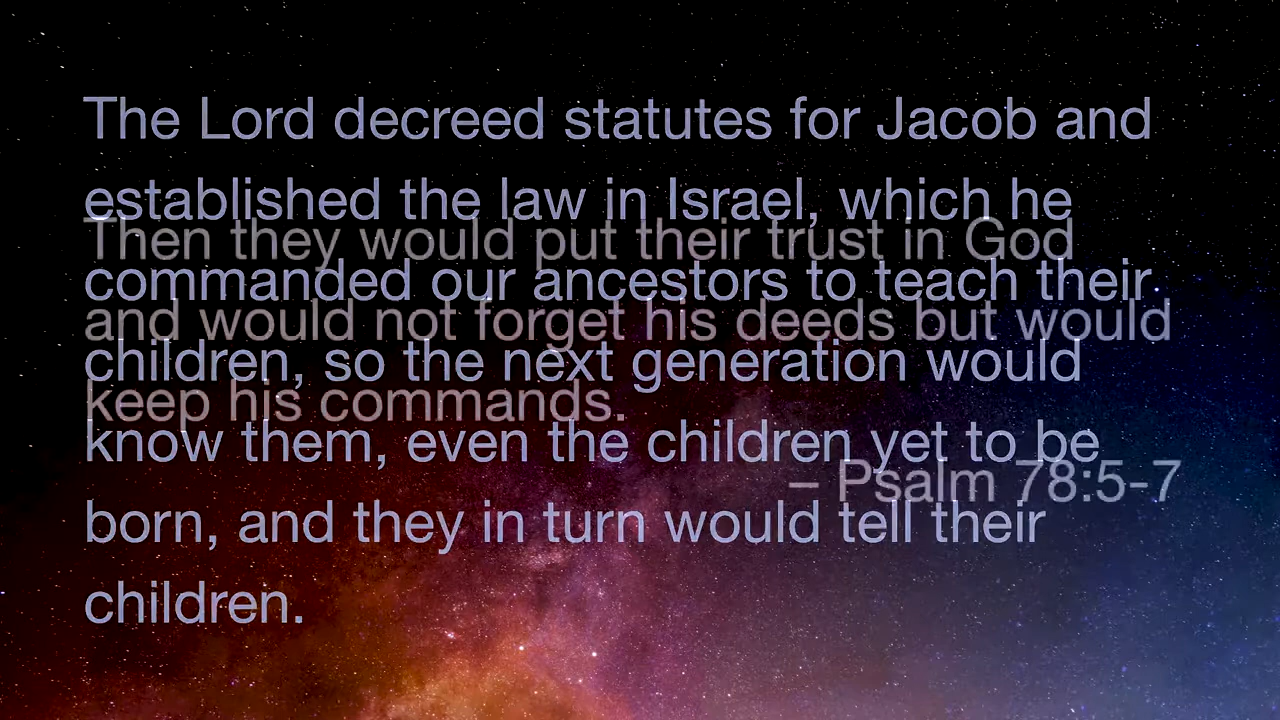 The Lord decreed statutes for Jacob and
established the law in Israel, which he
commanded our ancestors to teach their
children, so the next generation would
know them, even the children yet to be
born, and they in turn would tell their
children.
Then they would put their trust in God
and would not forget his deeds but would
keep his commands.
– Psalm 78:5-7